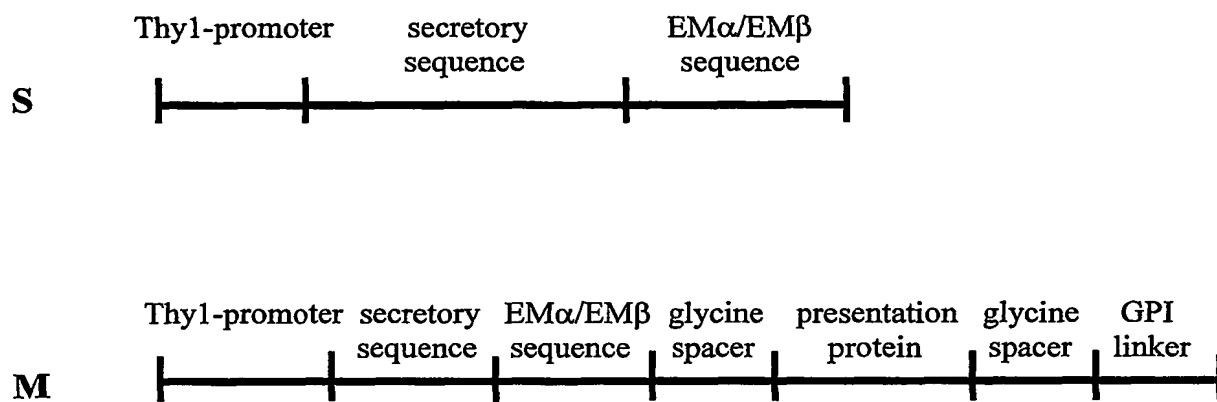 Thy1-promoter secretory EMα/EMβ
sequence sequence
S
Thy1-promoter secretory EMα/EMβ glycine presentation glycine GPI
sequence sequence spacer protein spacer linker
M